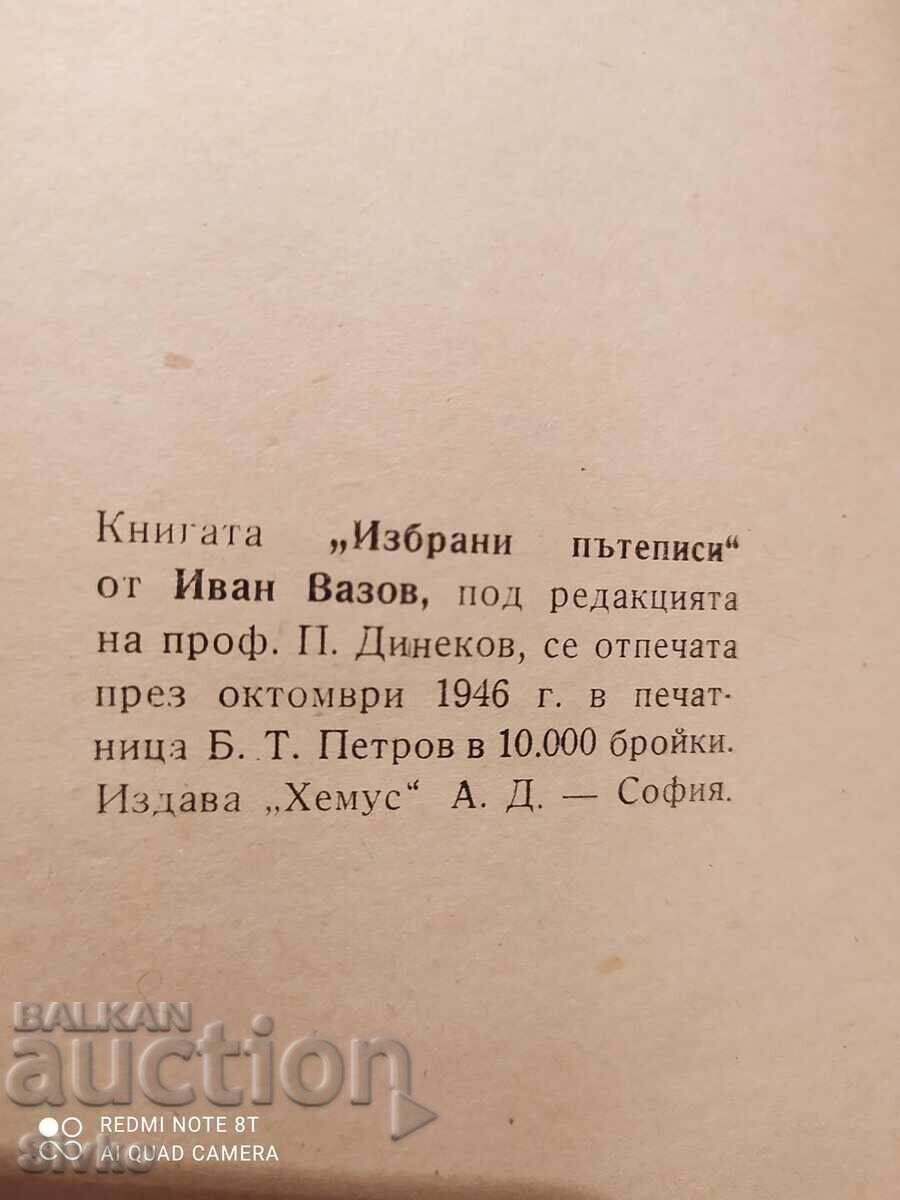 Книгата „Избрани пътеписи“
от Иван Вазов, под редакцията
на проф. П. Динеков, се отпечата
през октомври 1946 г. в печат-
ница Б. Т. Петров в 10.000 бройки.
Издава „Хемус“ А. Д. — София.
BALKAN
auction
REDMI NOTE 8T
AI QUAD CAMERA
Sivko